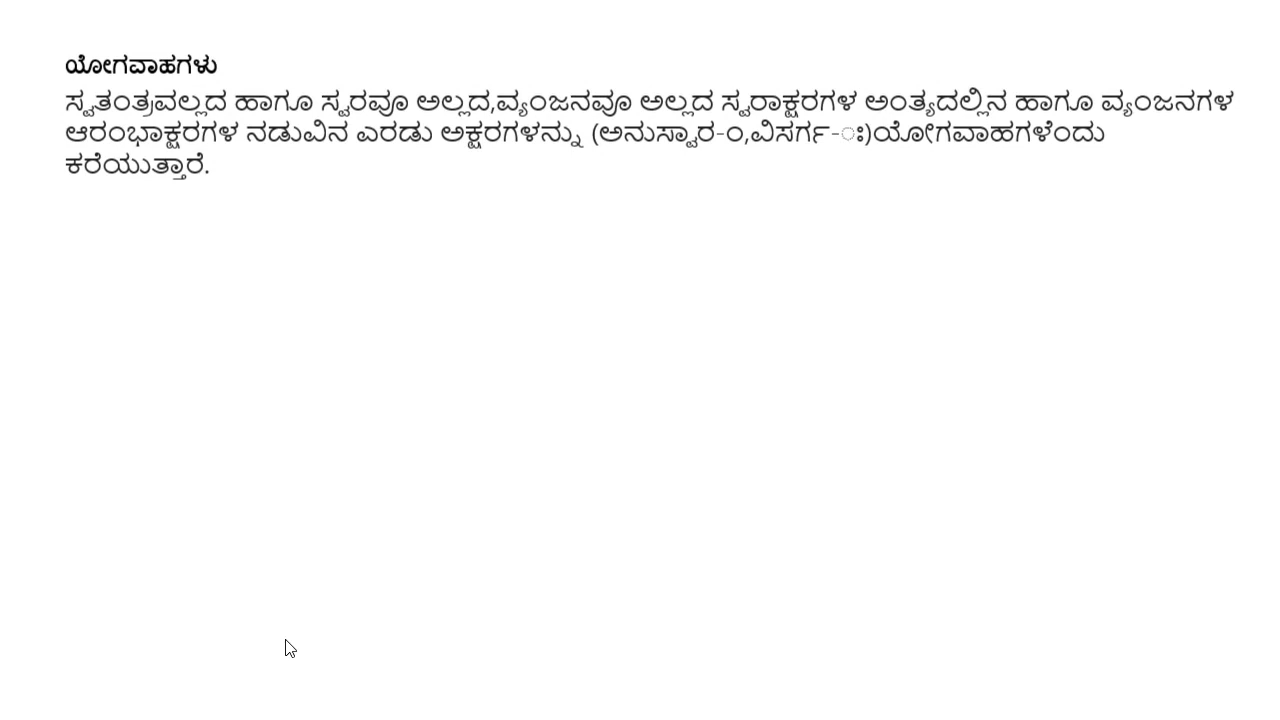 ಯೋಗವಾಹಗಳು
ಸ್ವತಂತ್ರವಲ್ಲದ ಹಾಗೂ ಸ್ವರವೂ ಅಲ್ಲದ,ವ್ಯಂಜನವೂ ಅಲ್ಲದ ಸ್ವರಾಕ್ಷರಗಳ ಅಂತ್ಯದಲ್ಲಿನ ಹಾಗೂ ವ್ಯಂಜನಗಳ
ಆರಂಭಾಕ್ಷರಗಳ ನಡುವಿನ ಎರಡು ಅಕ್ಷರಗಳನ್ನು (ಅನುಸ್ವಾರ-ಂ,ವಿಸರ್ಗ-ಃ)ಯೋಗವಾಹಗಳೆಂದು
ಕರೆಯುತ್ತಾರೆ.